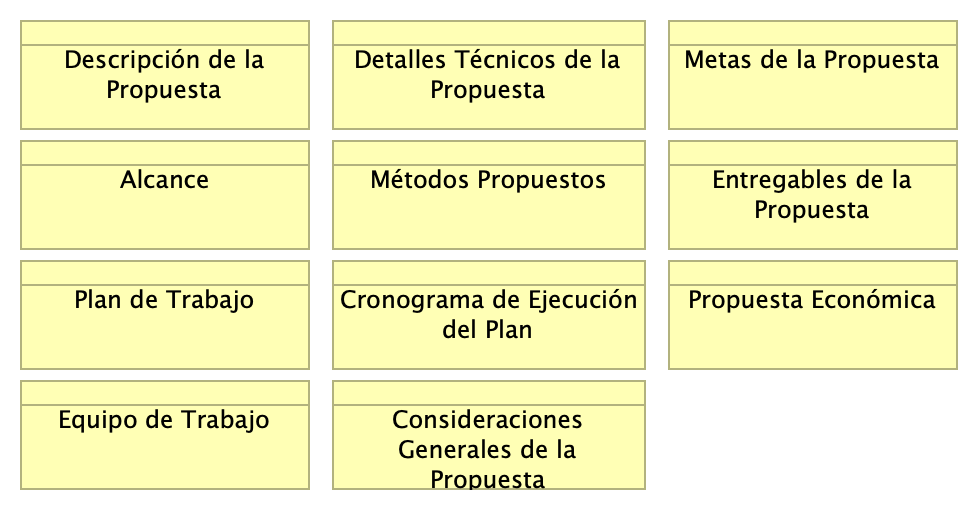 Descripción de la
Propuesta
Detalles Técnicos de la
Propuesta
Metas de la Propuesta
Alcance
Métodos Propuestos
Entregables de la
Propuesta
Plan de Trabajo
Cronograma de Ejecución
del Plan
Propuesta Económica
Equipo de Trabajo
Consideraciones
Generales de la
Propuesta